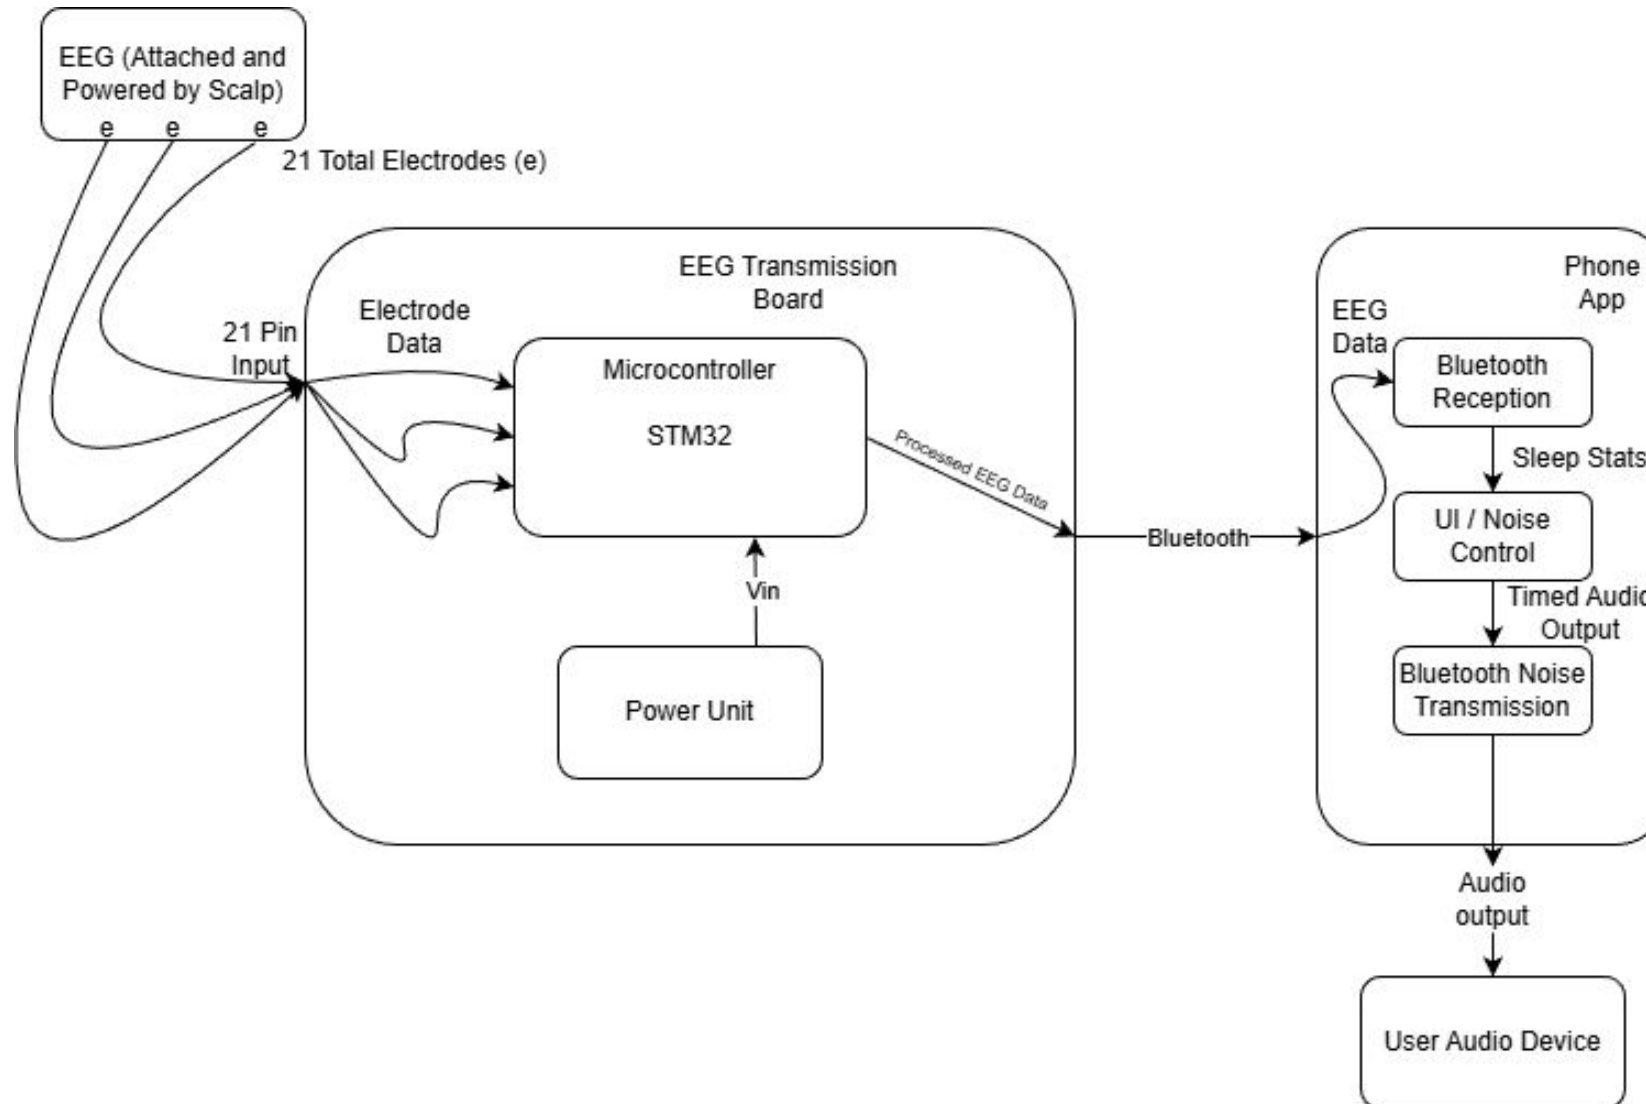 EEG (Attached and
Powered by Scalp)
e e e
21 Total Electrodes (e)
21 Pin
Input
Electrode
Data
EEG Transmission
Board
Microcontroller
STM32
Processed EEG Data
Vin
Power Unit
Bluetooth
Phone
App
EEG
Data
Bluetooth
Reception
Sleep Stats
UI / Noise
Control
Timed Audio
Output
Bluetooth Noise
Transmission
Audio
output
User Audio Device